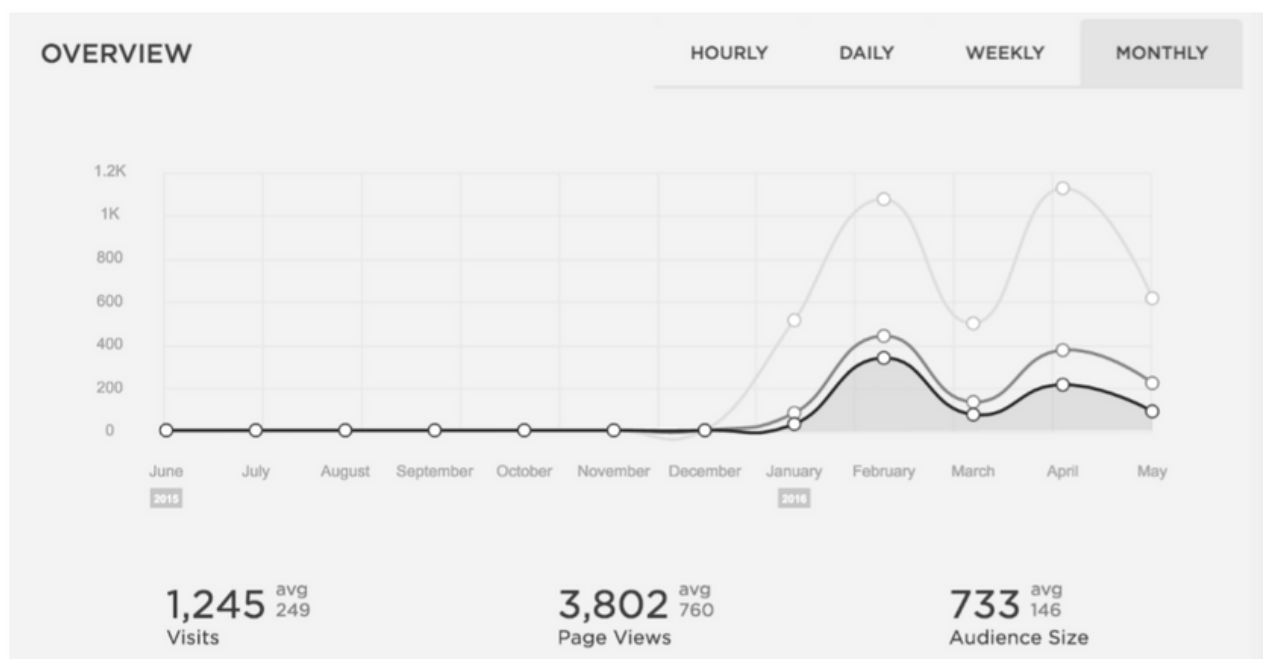 OVERVIEW HOURLY DAILY WEEKLY MONTHLY
1.2K
1K
800
600
400
200
0
June July August September October November December January February March April May
2015 2016
1,245 avg 249 3,802 avg 760 733 avg 146
Visits Page Views Audience Size